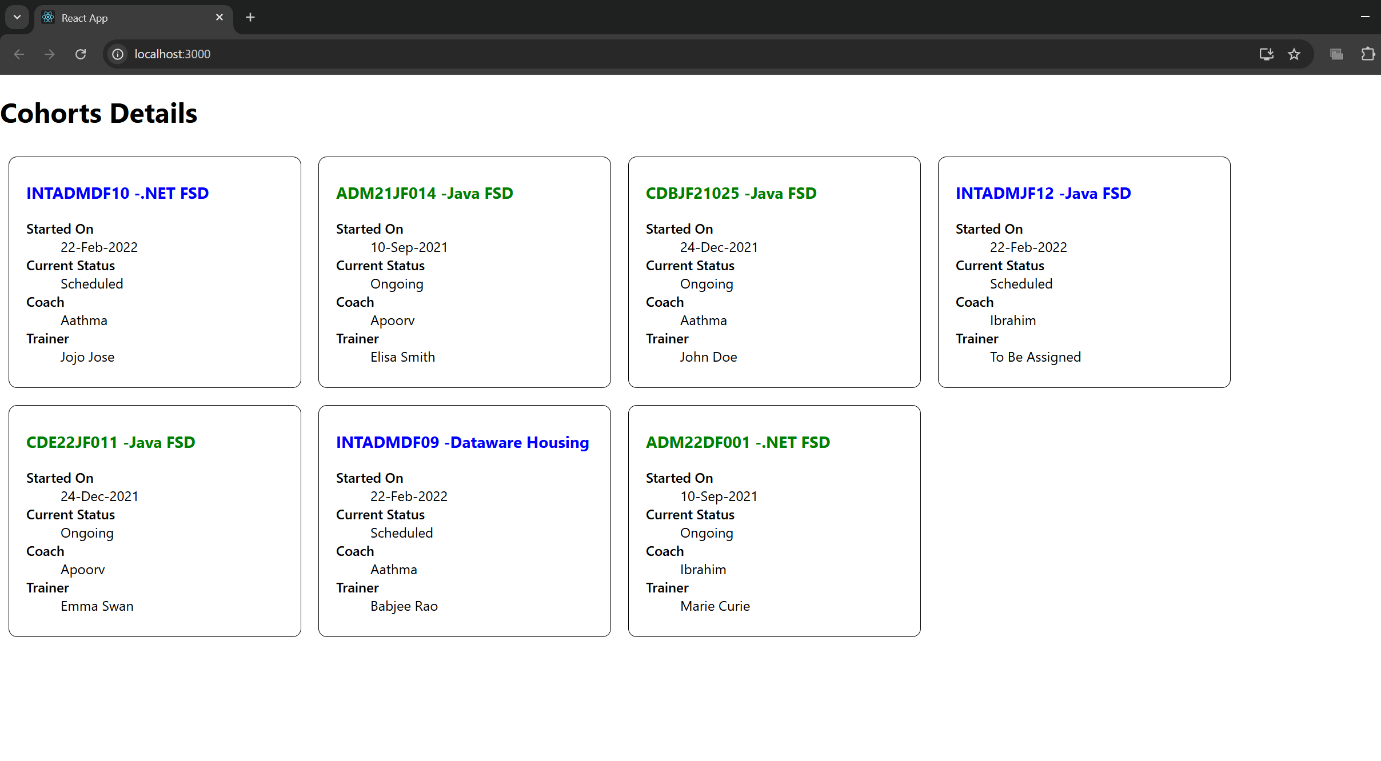 React App
localhost:3000
Cohorts Details
INTADMDF10 -.NET FSD
Started On
22-Feb-2022
Current Status
Scheduled
Coach
Aathma
Trainer
Jojo Jose
ADM21JF014 -Java FSD
Started On
10-Sep-2021
Current Status
Ongoing
Coach
Apoorv
Trainer
Elisa Smith
CDBJF21025 -Java FSD
Started On
24-Dec-2021
Current Status
Ongoing
Coach
Aathma
Trainer
John Doe
INTADMJF12 -Java FSD
Started On
22-Feb-2022
Current Status
Scheduled
Coach
Ibrahim
Trainer
To Be Assigned
CDE22JF011 -Java FSD
Started On
24-Dec-2021
Current Status
Ongoing
Coach
Apoorv
Trainer
Emma Swan
INTADMDF09 -Dataware Housing
Started On
22-Feb-2022
Current Status
Scheduled
Coach
Aathma
Trainer
Babjee Rao
ADM22DF001 -.NET FSD
Started On
10-Sep-2021
Current Status
Ongoing
Coach
Ibrahim
Trainer
Marie Curie